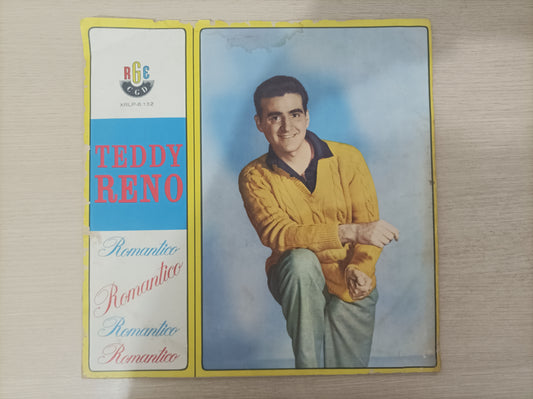 RGE
CGD
XRLP-6.132
TEDDY
RENO
Romantico
Romantico
Romantico
Romantico